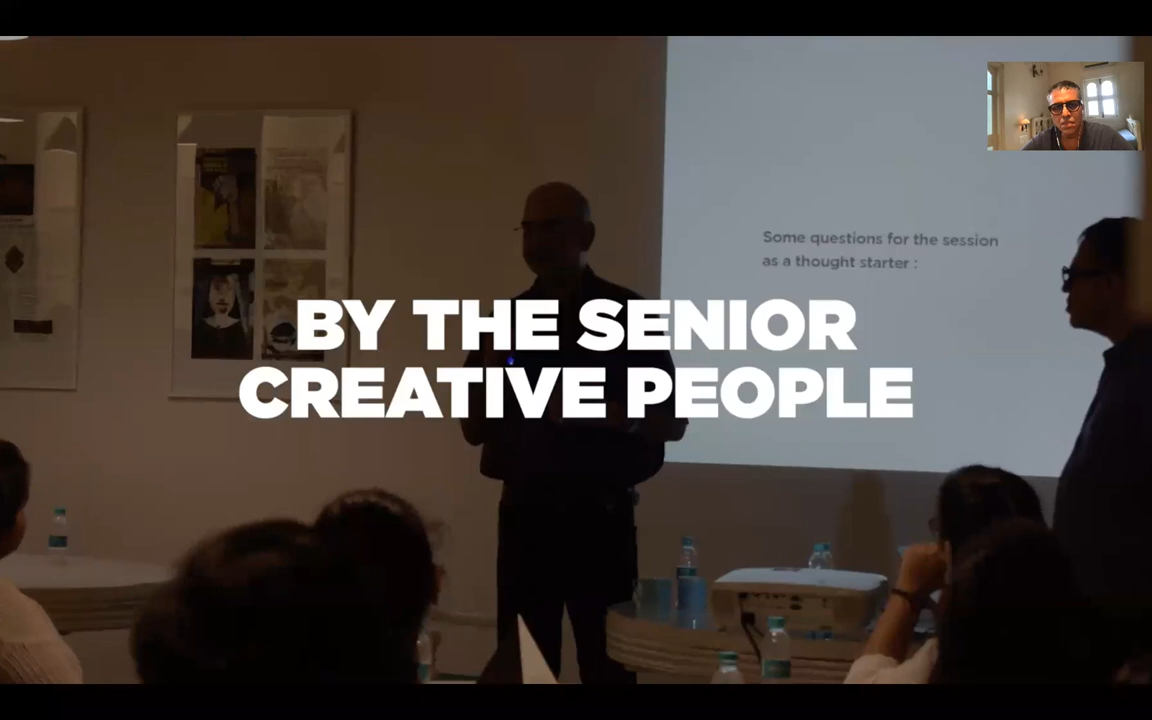 Some questions for the session
as a thought starter :
BY THE SENIOR
CREATIVE PEOPLE